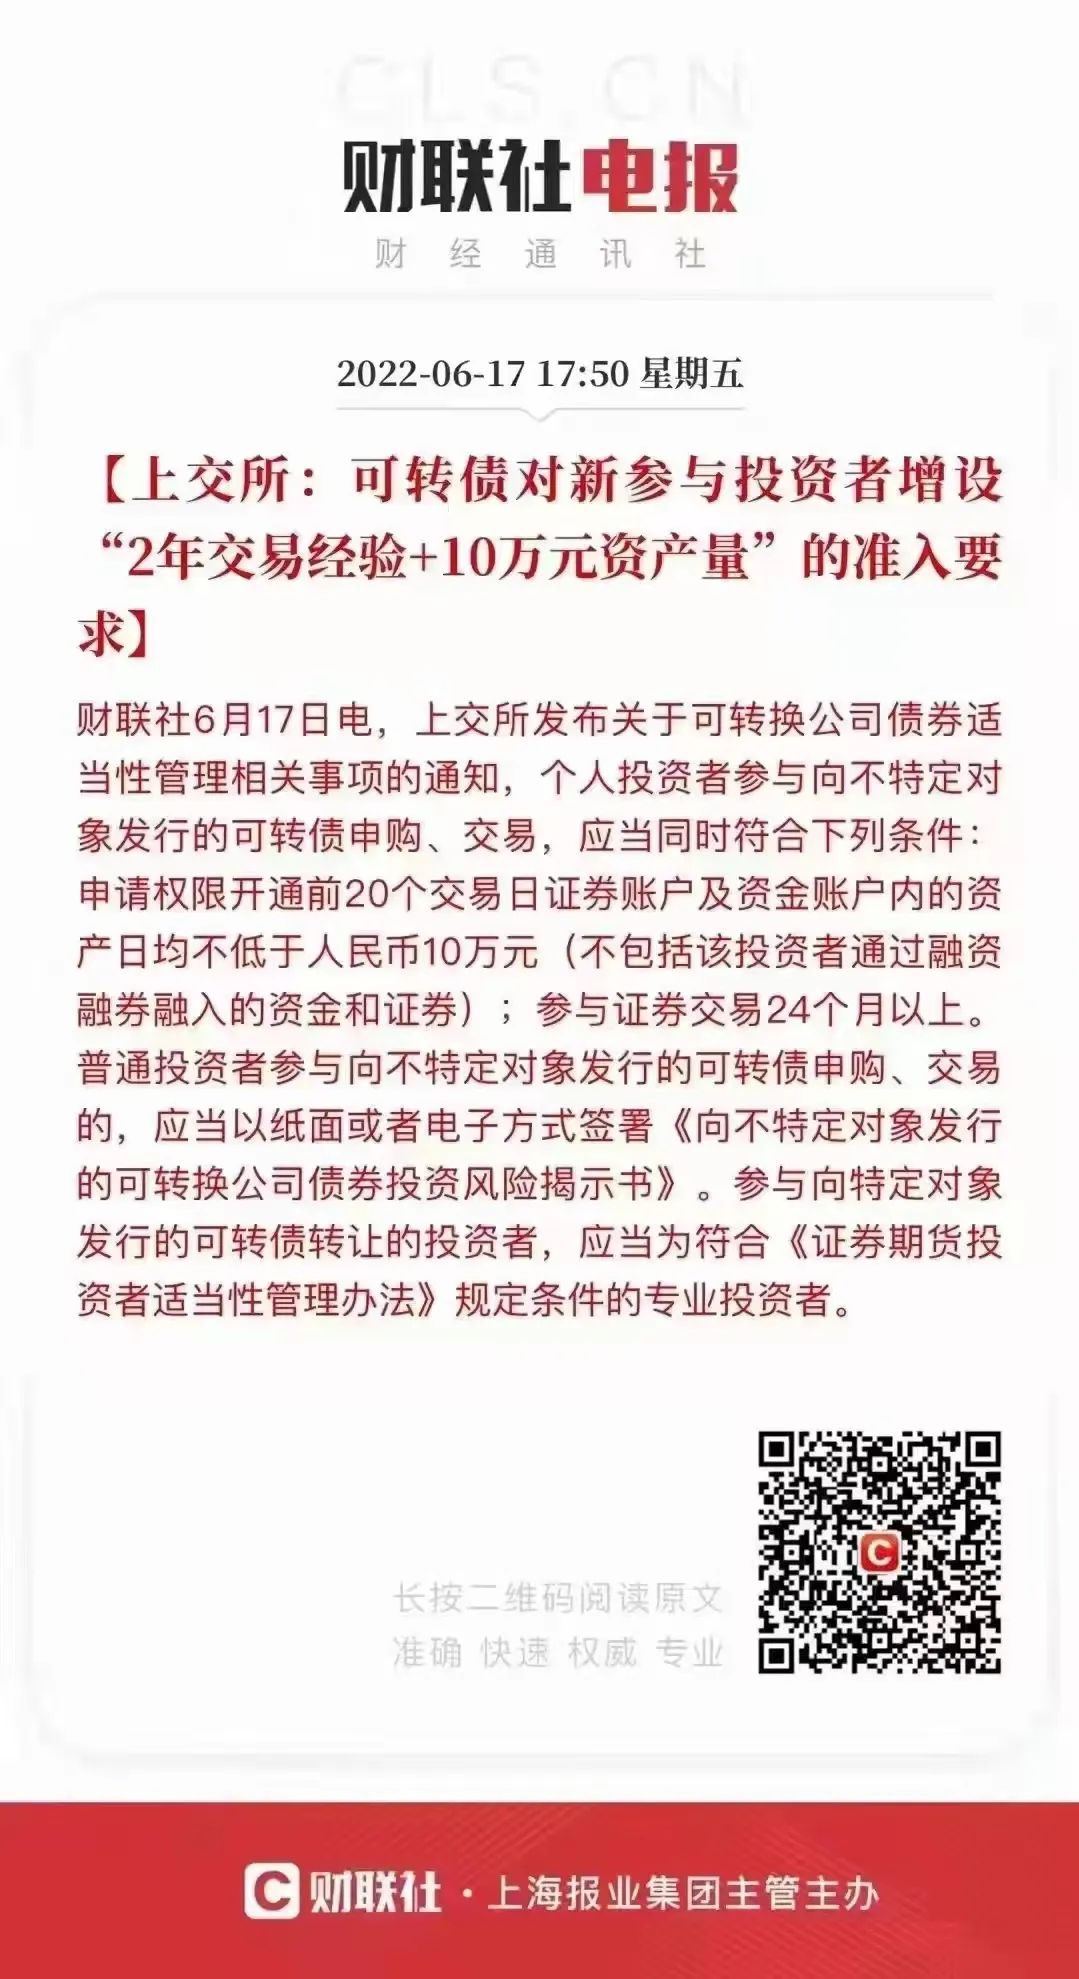 CLS.CN
财联社电报
财经通讯社
2022-06-17 17:50 星期五
【上交所：可转债对新参与投资者增设
“2年交易经验+10万元资产量”的准入要
求】
财联社6月17日电，上交所发布关于可转换公司债券适
当性管理相关事项的通知，个人投资者参与向不特定对
象发行的可转债申购、交易，应当同时符合下列条件：
申请权限开通前20个交易日证券账户及资金账户内的资
产日均不低于人民币10万元（不包括该投资者通过融资
融券融入的资金和证券）；参与证券交易24个月以上。
普通投资者参与向不特定对象发行的可转债申购、交易
的，应当以纸面或者电子方式签署《向不特定对象发行
的可转换公司债券投资风险揭示书》。参与向特定对象
发行的可转债转让的投资者，应当为符合《证券期货投
资者适当性管理办法》规定条件的专业投资者。
长按二维码阅读原文
准确 快速 权威 专业
C
C 财联社·上海报业集团主管主办